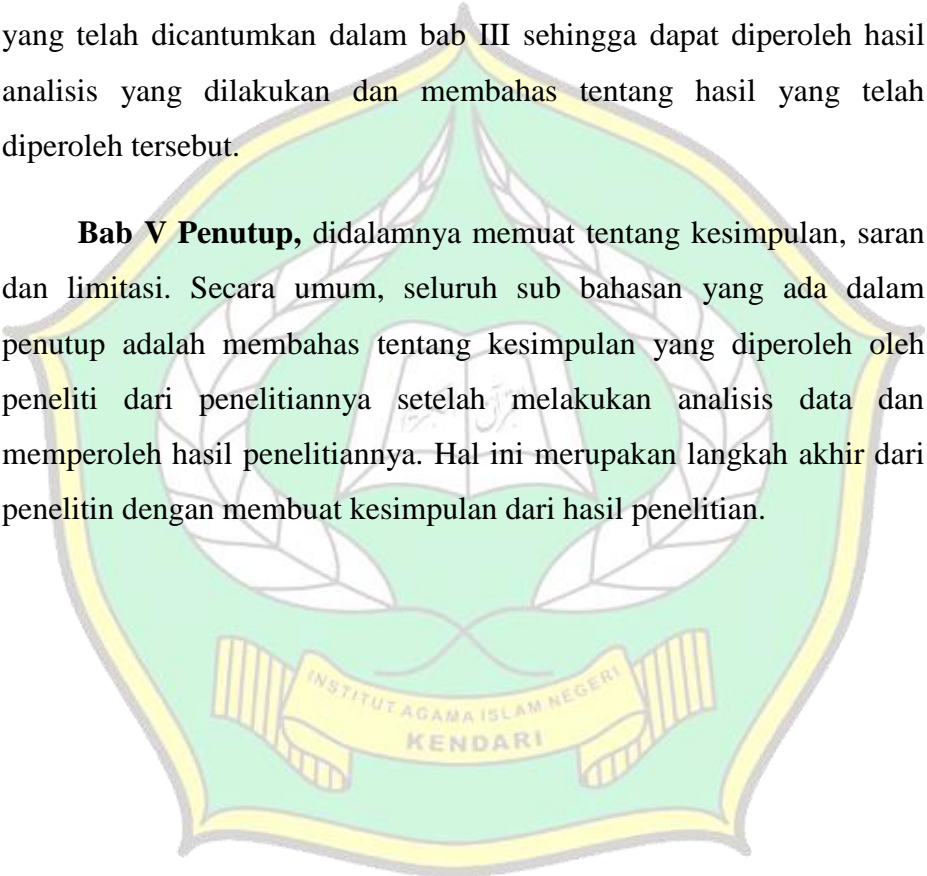 yang telah dicantumkan dalam bab III sehingga dapat diperoleh hasil
analisis yang dilakukan dan membahas tentang hasil yang telah
diperoleh tersebut.
Bab V Penutup, didalamnya memuat tentang kesimpulan, saran
dan limitasi. Secara umum, seluruh sub bahasan yang ada dalam
penutup adalah membahas tentang kesimpulan yang diperoleh oleh
peneliti dari penelitiannya setelah melakukan analisis data dan
memperoleh hasil penelitiannya. Hal ini merupakan langkah akhir dari
penelitin dengan membuat kesimpulan dari hasil penelitian.
INSTITUT AGAMA ISLAM NEGERI
KENDARI